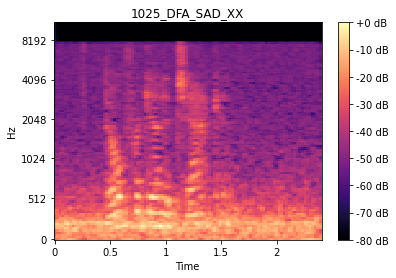 1025_DFA_SAD_XX
8192
4096
2048
1024
512
0
Hz
0
0.5
1
1.5
2
Time
+0 dB
-10 dB
-20 dB
-30 dB
-40 dB
-50 dB
-60 dB
-70 dB
-80 dB